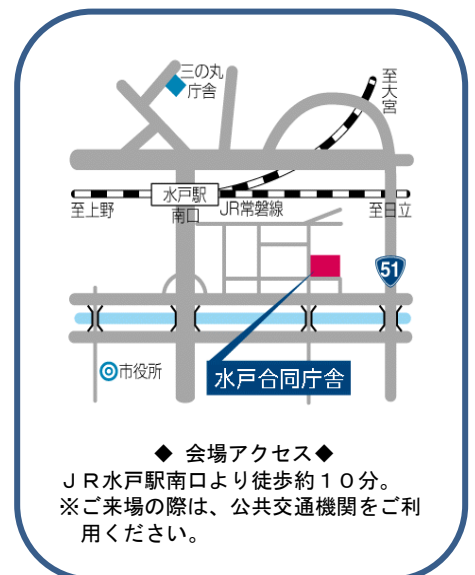 三の丸
庁舎
至大宮
水戸駅
南口
JR常磐線
至上野
至日立
51
市役所
水戸合同庁舎
◆ 会場アクセス◆
ＪＲ水戸駅南口より徒歩約１０分。
※ご来場の際は、公共交通機関をご利
用ください。